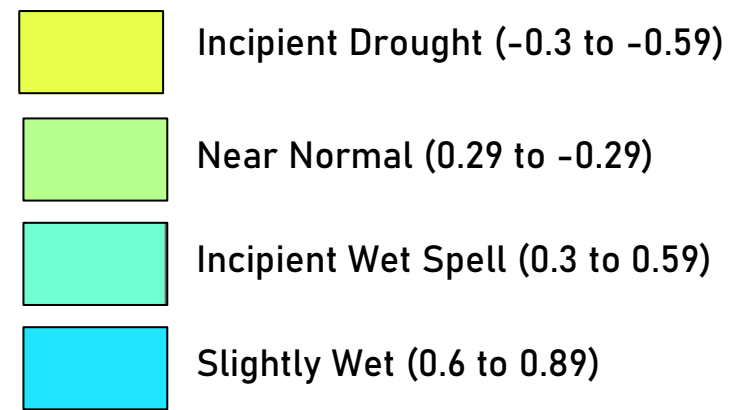 Incipient Drought (-0.3 to -0.59)
Near Normal (0.29 to -0.29)
Incipient Wet Spell (0.3 to 0.59)
Slightly Wet (0.6 to 0.89)